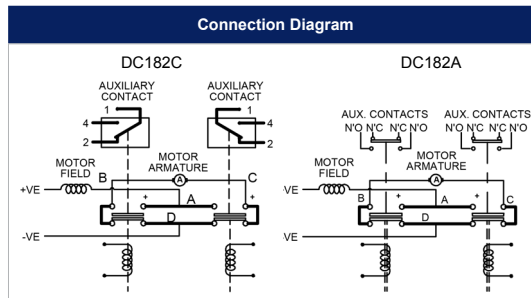 Connection Diagram
DC182C
DC182A
AUXILIARY
CONTACT
AUXILIARY
CONTACT
1
4
2
1
4
2
AUX. CONTACTS
N'O N'C N'C N'O
AUX. CONTACTS
N'O N'C N'C N'O
MOTOR
FIELD
MOTOR
ARMATURE
B
A
C
+VE
+
+
A
D
-VE
MOTOR
FIELD
MOTOR
ARMATURE
A
-VE
+
+
B
A
C
D
VE